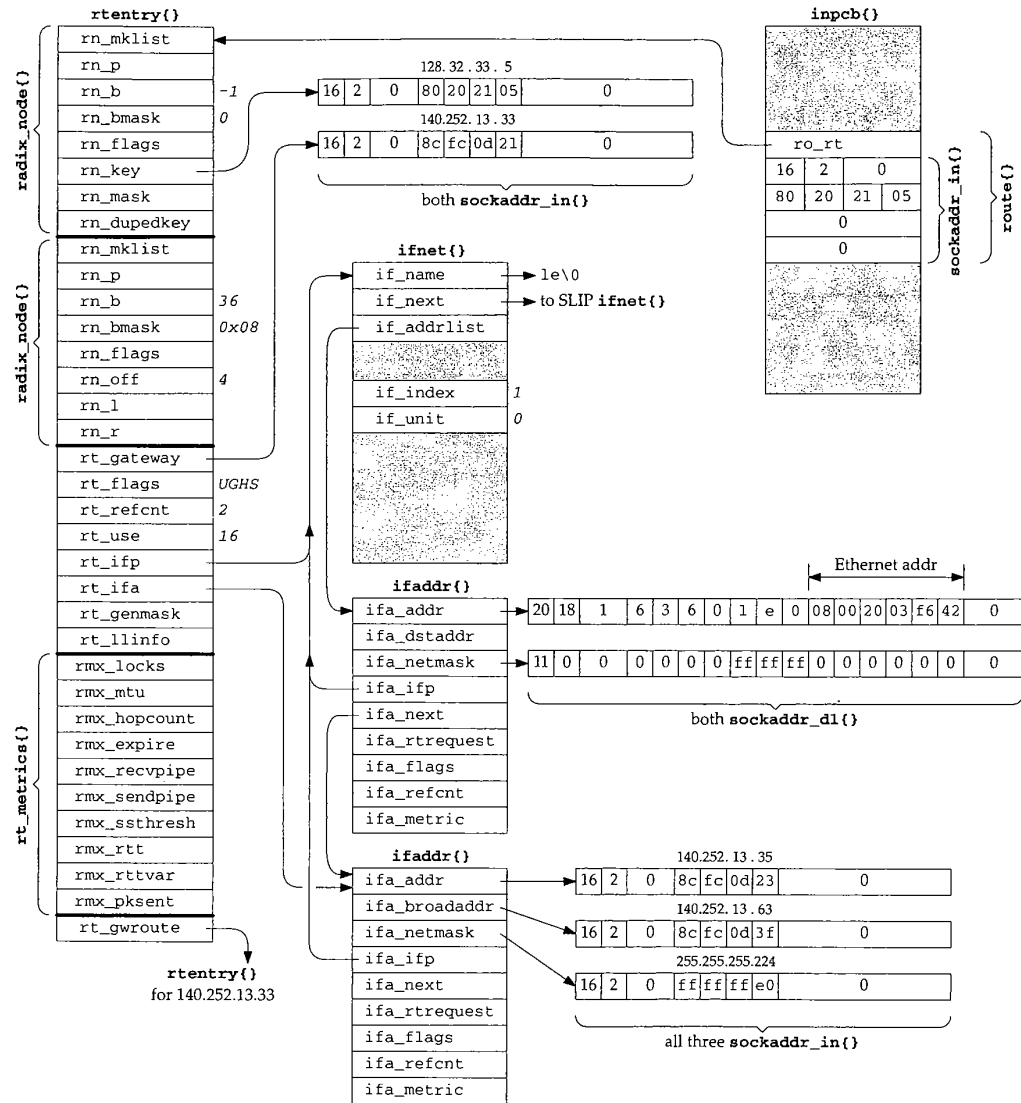 rtentry{}
radix_node{}
rn_mklist
rn_p
rn_b -1
rn_bmask 0
rn_flags
rn_key
rn_mask
rn_dupedkey
radix_node{}
rn_mklist
rn_p
rn_b 36
rn_bmask 0x08
rn_flags
rn_off 4
rn_l
rn_r
rt_gateway
rt_flags UGHS
rt_refcnt 2
rt_use 16
rt_ifp
rt_ifa
rt_genmask
rt_llinfo
rt_metrics{}
rmx_locks
rmx_mtu
rmx_hopcount
rmx_expire
rmx_recvpipe
rmx_sendpipe
rmx_ssthresh
rmx_rtt
rmx_rttvar
rmx_pksent
rt_gwroute
rtentry{}
for 140.252.13.33
128.32.33.5
16 2 0 80 20 21 05 0
140.252.13.33
16 2 0 8c fc 0d 21 0
both sockaddr_in{}
inpcb{}
ro_rt
16 2 0
80 20 21 05
0
0
sockaddr_in{}
route{}
ifnet{}
if_name le\0
if_next to SLIP ifnet{}
if_addrlist
if_index 1
if_unit 0
ifaddr{}
ifa_addr
ifa_dstaddr
ifa_netmask
ifa_ifp
ifa_next
ifa_rtrequest
ifa_flags
ifa_refcnt
ifa_metric
Ethernet addr
20 18 1 6 3 6 0 l e 0 08 00 20 03 f6 42 0
11 0 0 0 0 0 0 ff ff ff 0 0 0 0 0 0 0
both sockaddr_dl{}
ifaddr{}
ifa_addr
ifa_broadaddr
ifa_netmask
ifa_ifp
ifa_next
ifa_rtrequest
ifa_flags
ifa_refcnt
ifa_metric
140.252.13.35
16 2 0 8c fc 0d 23 0
140.252.13.63
16 2 0 8c fc 0d 3f 0
255.255.255.224
16 2 0 ff ff ff e0 0
all three sockaddr_in{}